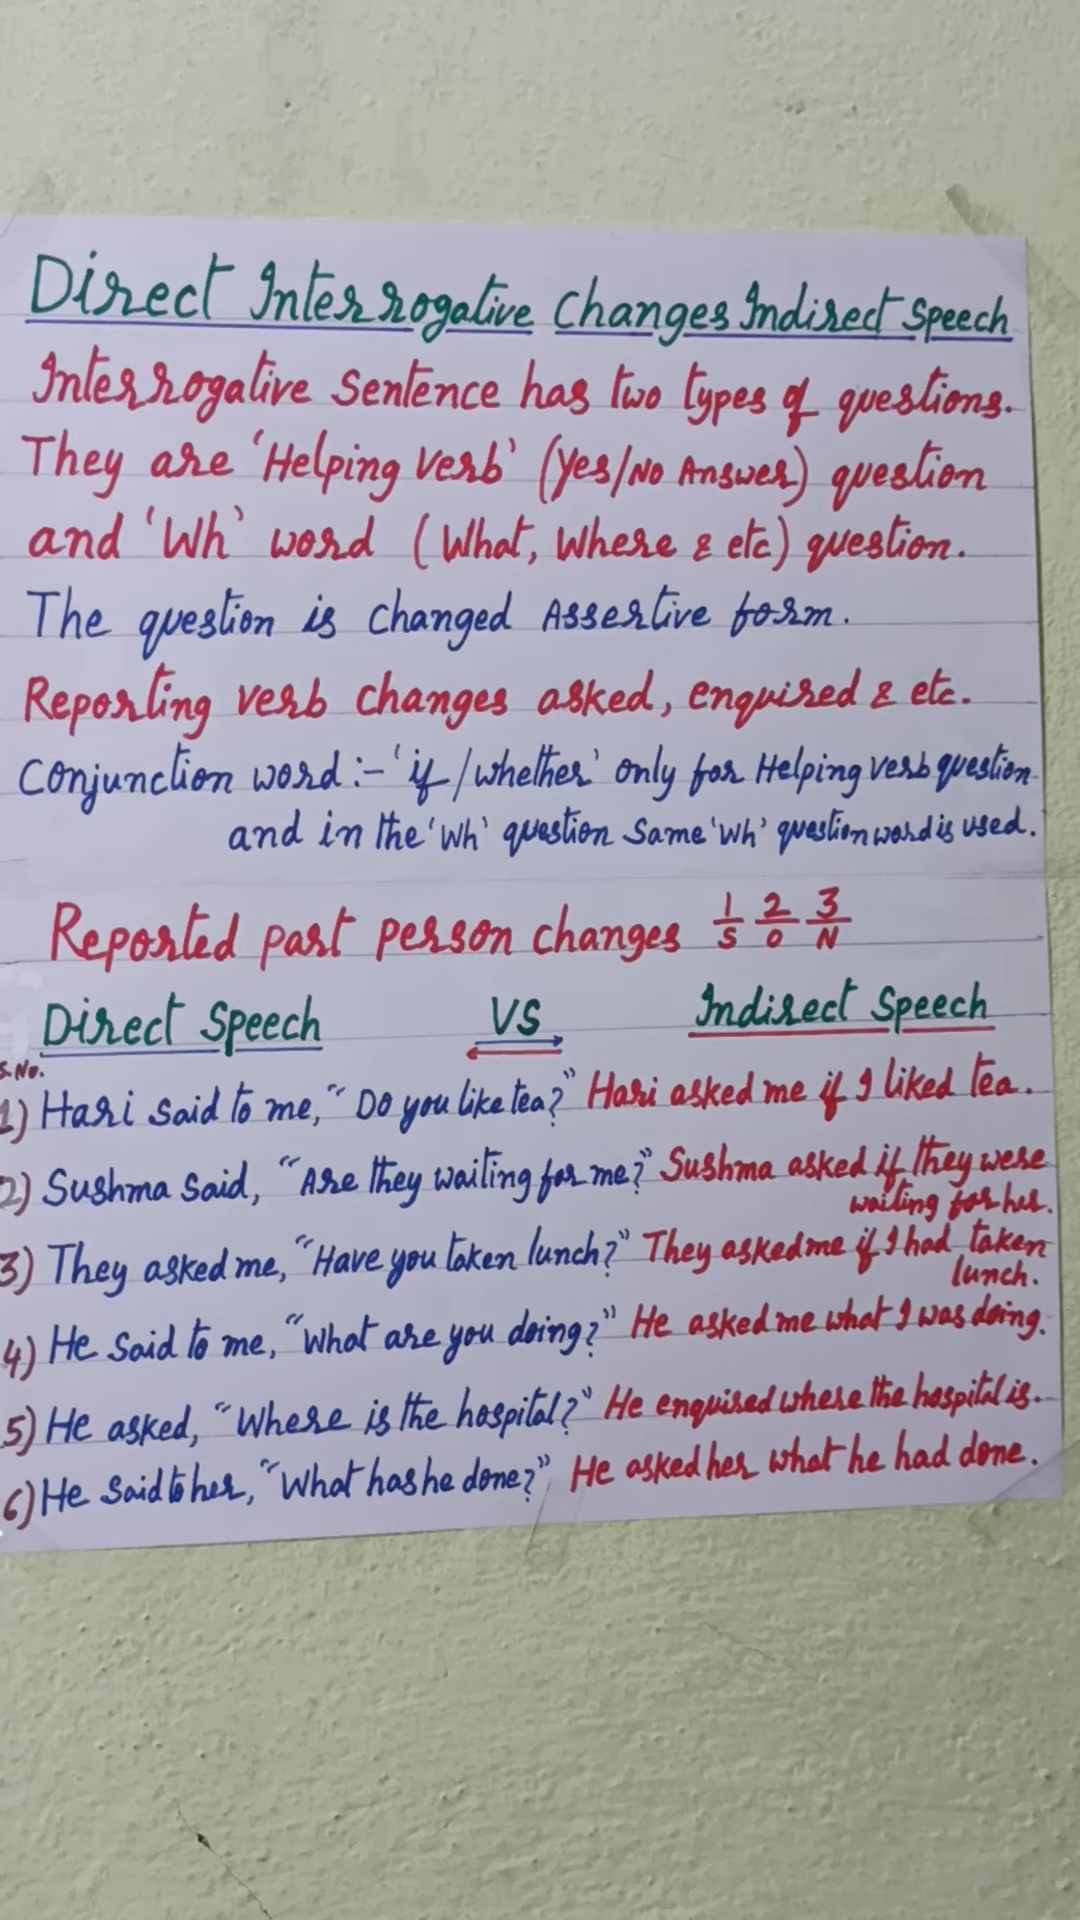 Direct Interrogative Changes Indirect Speech
Interrogative Sentence has two types of questions.
They are 'Helping Verb' (Yes/No Answer) question
and 'Wh' word (What, Where & etc) question.
The question is changed Assertive form.
Reporting verb changes asked, enquired & etc.
Conjunction word :- 'if/whether' only for Helping verb question
and in the 'Wh' question Same 'Wh' question word is used.
Reported part person changes 1/S 2/O 3/N
Direct Speech VS Indirect Speech
S.No.
1) Hari Said to me, "Do you like tea?" Hari asked me if I liked tea.
2) Sushma Said, "Are they waiting for me?" Sushma asked if they were
waiting for her.
3) They asked me, "Have you taken lunch?" They asked me if I had taken
lunch.
4) He Said to me, "What are you doing?" He asked me what I was doing.
5) He asked, "Where is the hospital?" He enquired where the hospital is.
6) He Said to her, "What has he done?" He asked her what he had done.